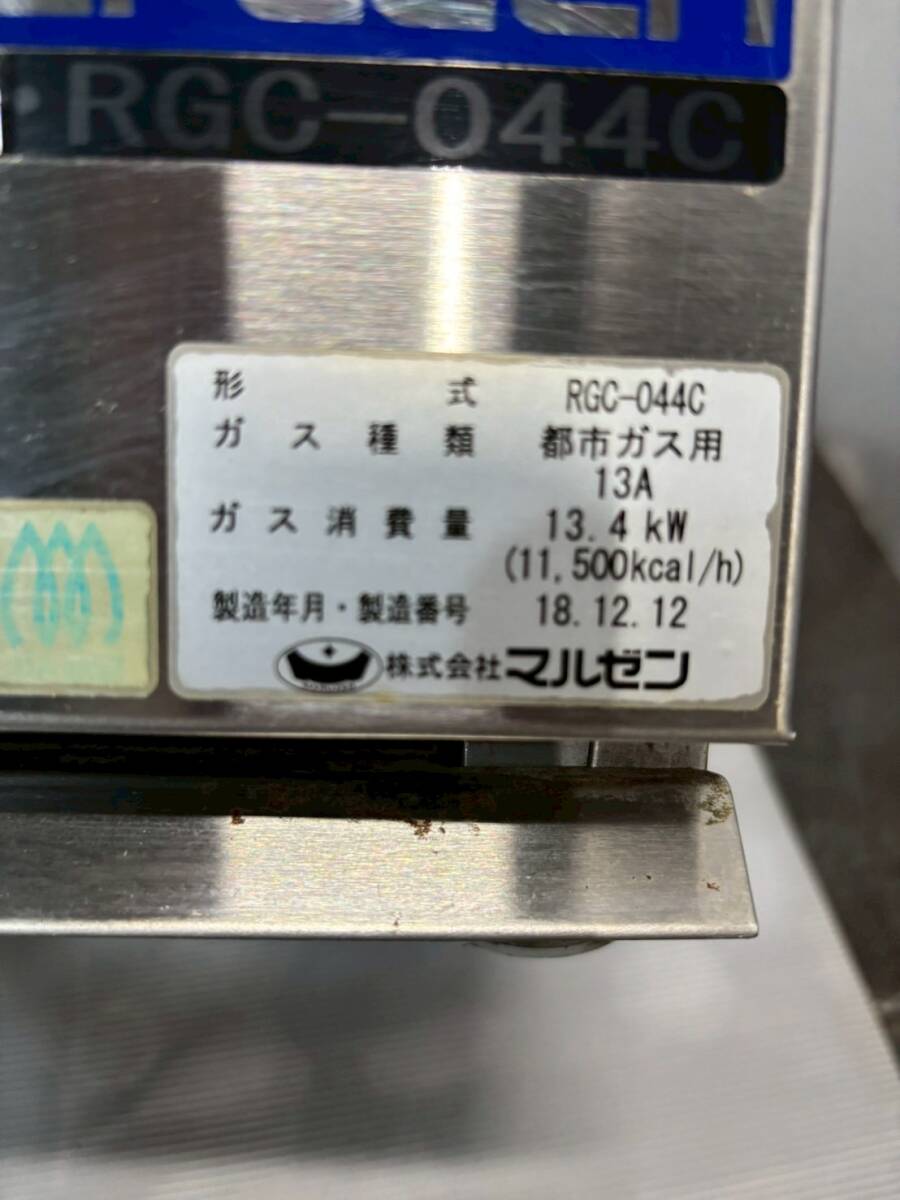 RGC-044C
形式 RGC-044C
ガス種類 都市ガス用
13A
ガス消費量 13.4 kW
(11,500kcal/h)
製造年月・製造番号 18.12.12
株式会社マルゼン